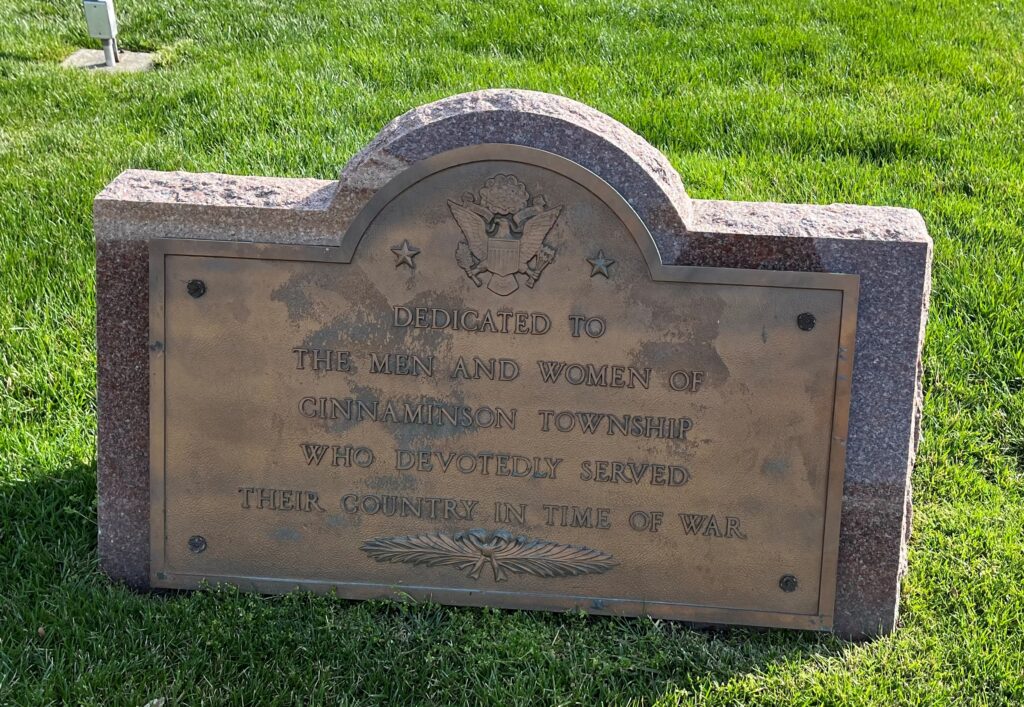 DEDICATED TO
THE MEN AND WOMEN OF
CINNAMINSON TOWNSHIP
WHO DEVOTEDLY SERVED
THEIR COUNTRY IN TIME OF WAR